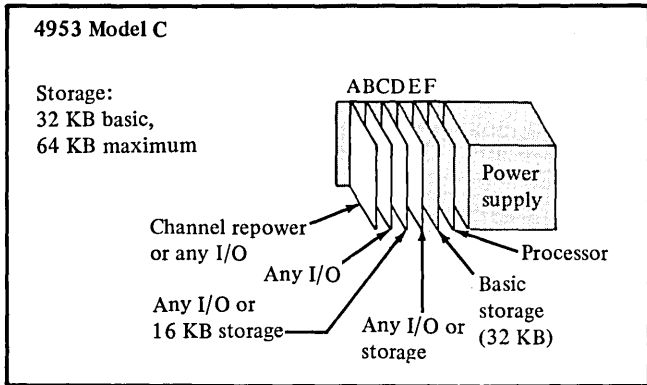 4953 Model C
Storage:
32 KB basic,
64 KB maximum
ABCDEF
Power
supply
Channel repower
or any I/O
Any I/O
Any I/O or
16 KB storage
Any I/O or
storage
Basic
storage
(32 KB)
Processor